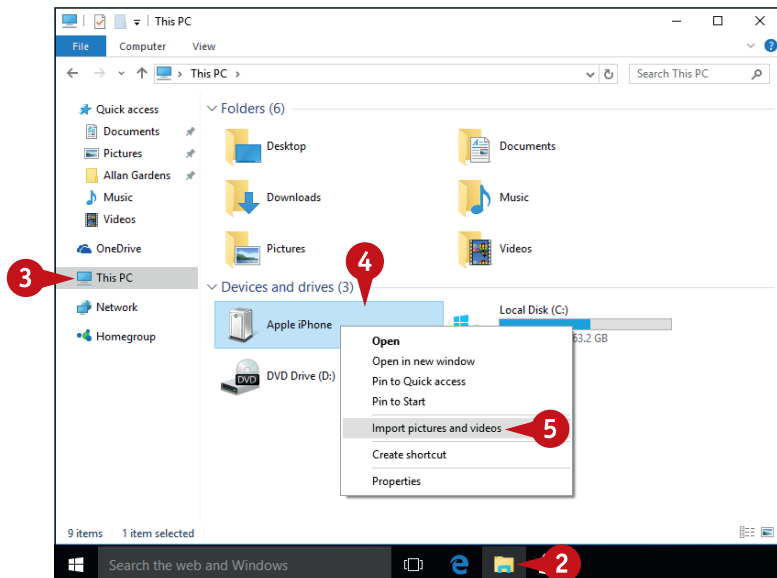 This PC
File Computer View
This PC
Search This PC
Quick access
Documents
Pictures
Allan Gardens
Music
Videos
OneDrive
3
This PC
Network
Homegroup
Folders (6)
Desktop
Documents
Downloads
Music
Pictures
Videos
4
Devices and drives (3)
Apple iPhone
Local Disk (C:)
63.2 GB
DVD
DVD Drive (D:)
Open
Open in new window
Pin to Quick access
Pin to Start
Import pictures and videos
5
Create shortcut
Properties
9 items 1 item selected
Search the web and Windows
2